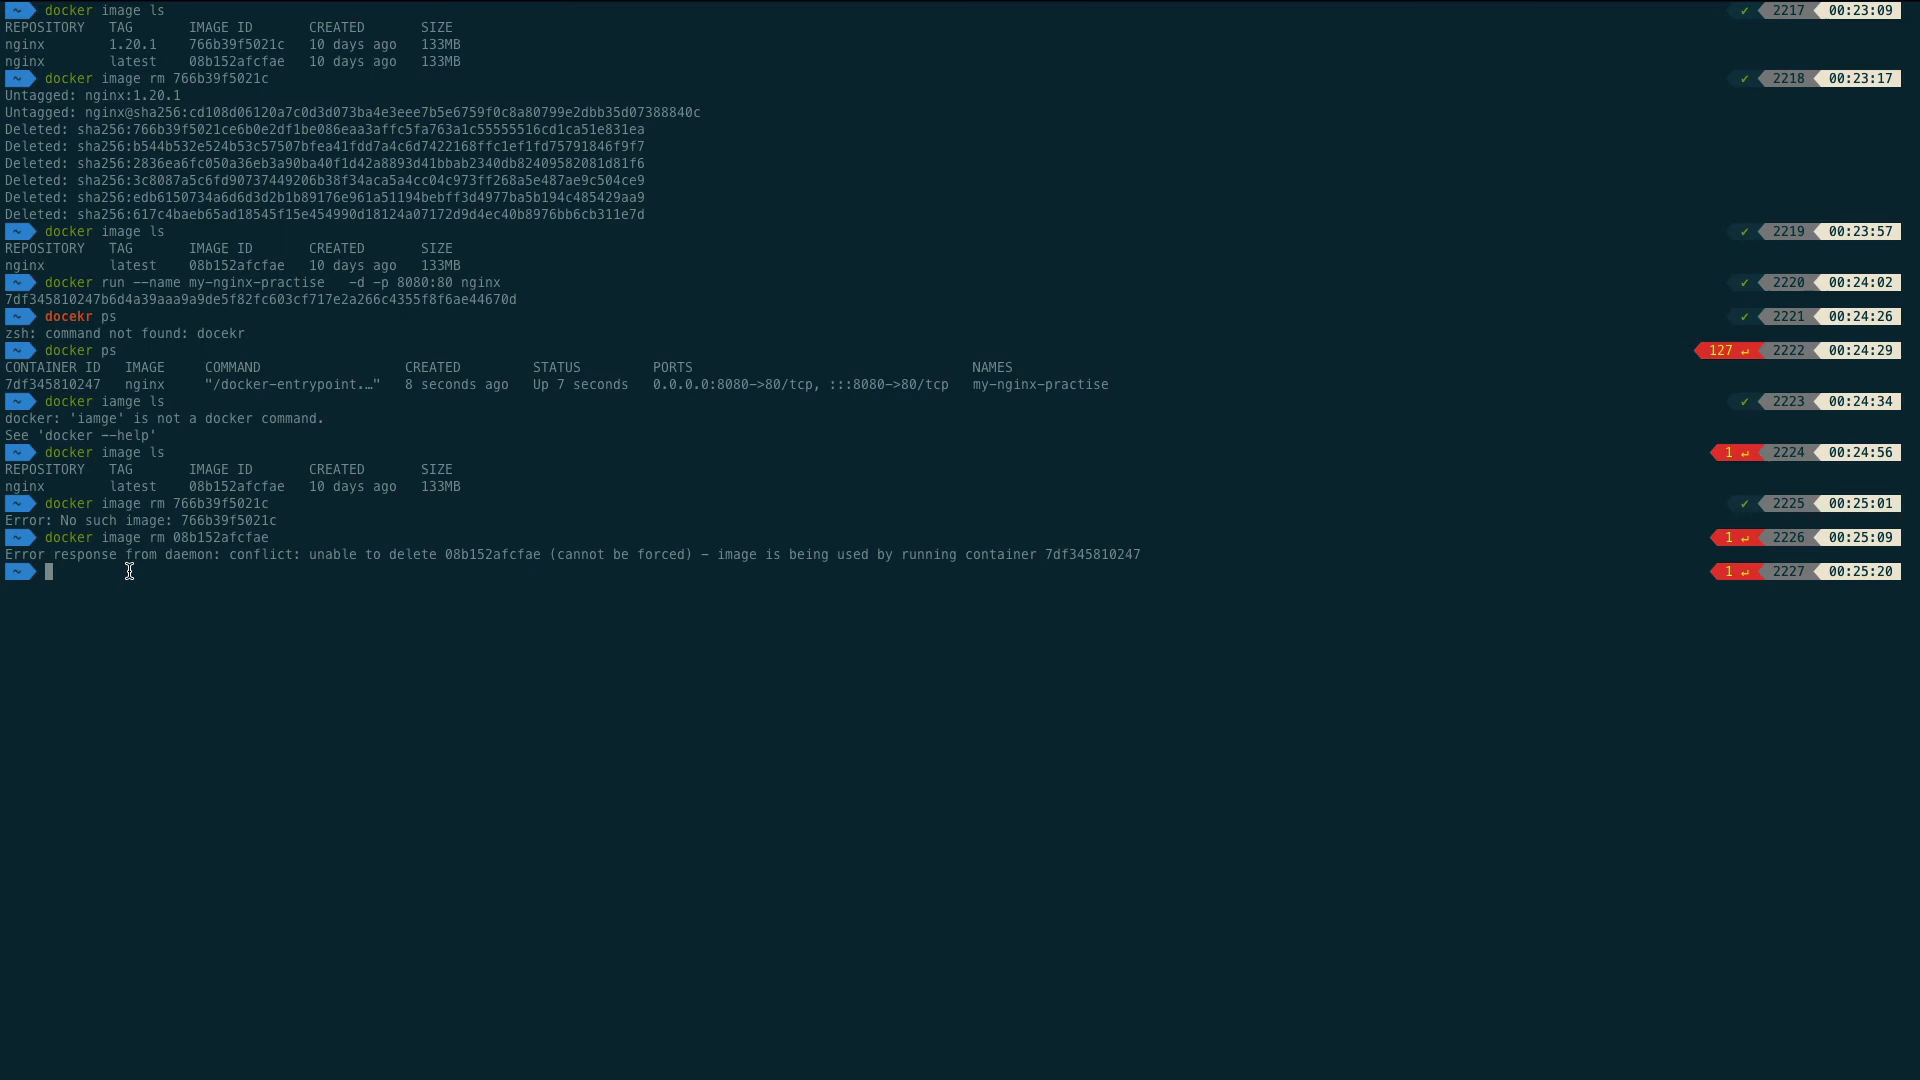 ~ docker image ls ✓ 2217 00:23:09
REPOSITORY   TAG       IMAGE ID       CREATED       SIZE
nginx        1.20.1    766b39f5021c   10 days ago   133MB
nginx        latest    08b152afcfae   10 days ago   133MB
~ docker image rm 766b39f5021c ✓ 2218 00:23:17
Untagged: nginx:1.20.1
Untagged: nginx@sha256:cd108d06120a7c0d3d073ba4e3eee7b5e6759f0c8a80799e2dbb35d07388840c
Deleted: sha256:766b39f5021ce6b0e2df1be086eaa3affc5fa763a1c55555516cd1ca51e831ea
Deleted: sha256:b544b532e524b53c57507bfea41fdd7a4c6d7422168ffc1ef1fd75791846f9f7
Deleted: sha256:2836ea6fc050a36eb3a90ba40f1d42a8893d41bbab2340db82409582081d81f6
Deleted: sha256:3c8087a5c6fd90737449206b38f34aca5a4cc04c973ff268a5e487ae9c504ce9
Deleted: sha256:edb6150734a6d6d3d2b1b89176e961a51194bebff3d4977ba5b194c485429aa9
Deleted: sha256:617c4baeb65ad18545f15e454990d18124a07172d9d4ec40b8976bb6cb311e7d
~ docker image ls ✓ 2219 00:23:57
REPOSITORY   TAG       IMAGE ID       CREATED       SIZE
nginx        latest    08b152afcfae   10 days ago   133MB
~ docker run --name my-nginx-practise   -d -p 8080:80 nginx ✓ 2220 00:24:02
7df345810247b6d4a39aaa9a9de5f82fc603cf717e2a266c4355f8f6ae44670d
~ docekr ps ✓ 2221 00:24:26
zsh: command not found: docekr
~ docker ps 127 ↵ 2222 00:24:29
CONTAINER ID   IMAGE     COMMAND                  CREATED         STATUS         PORTS                                   NAMES
7df345810247   nginx     "/docker-entrypoint.…"   8 seconds ago   Up 7 seconds   0.0.0.0:8080->80/tcp, :::8080->80/tcp   my-nginx-practise
~ docker iamge ls ✓ 2223 00:24:34
docker: 'iamge' is not a docker command.
See 'docker --help'
~ docker image ls 1 ↵ 2224 00:24:56
REPOSITORY   TAG       IMAGE ID       CREATED       SIZE
nginx        latest    08b152afcfae   10 days ago   133MB
~ docker image rm 766b39f5021c ✓ 2225 00:25:01
Error: No such image: 766b39f5021c
~ docker image rm 08b152afcfae 1 ↵ 2226 00:25:09
Error response from daemon: conflict: unable to delete 08b152afcfae (cannot be forced) - image is being used by running container 7df345810247
~ 1 ↵ 2227 00:25:20